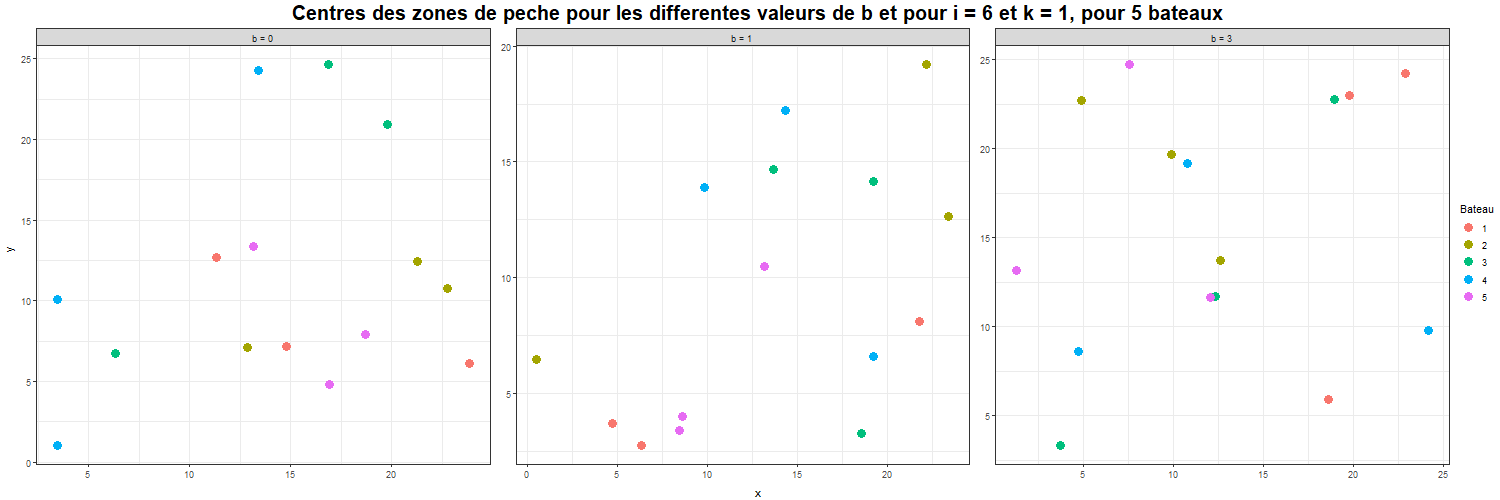 Centres des zones de peche pour les differentes valeurs de b et pour i = 6 et k = 1, pour 5 bateaux
b = 0
b = 1
b = 3
25
20
15
10
5
0
20
15
10
5
25
20
15
10
5
y
Bateau
1
2
3
4
5
5 10 15 20
0 5 10 15 20
5 10 15 20 25
x